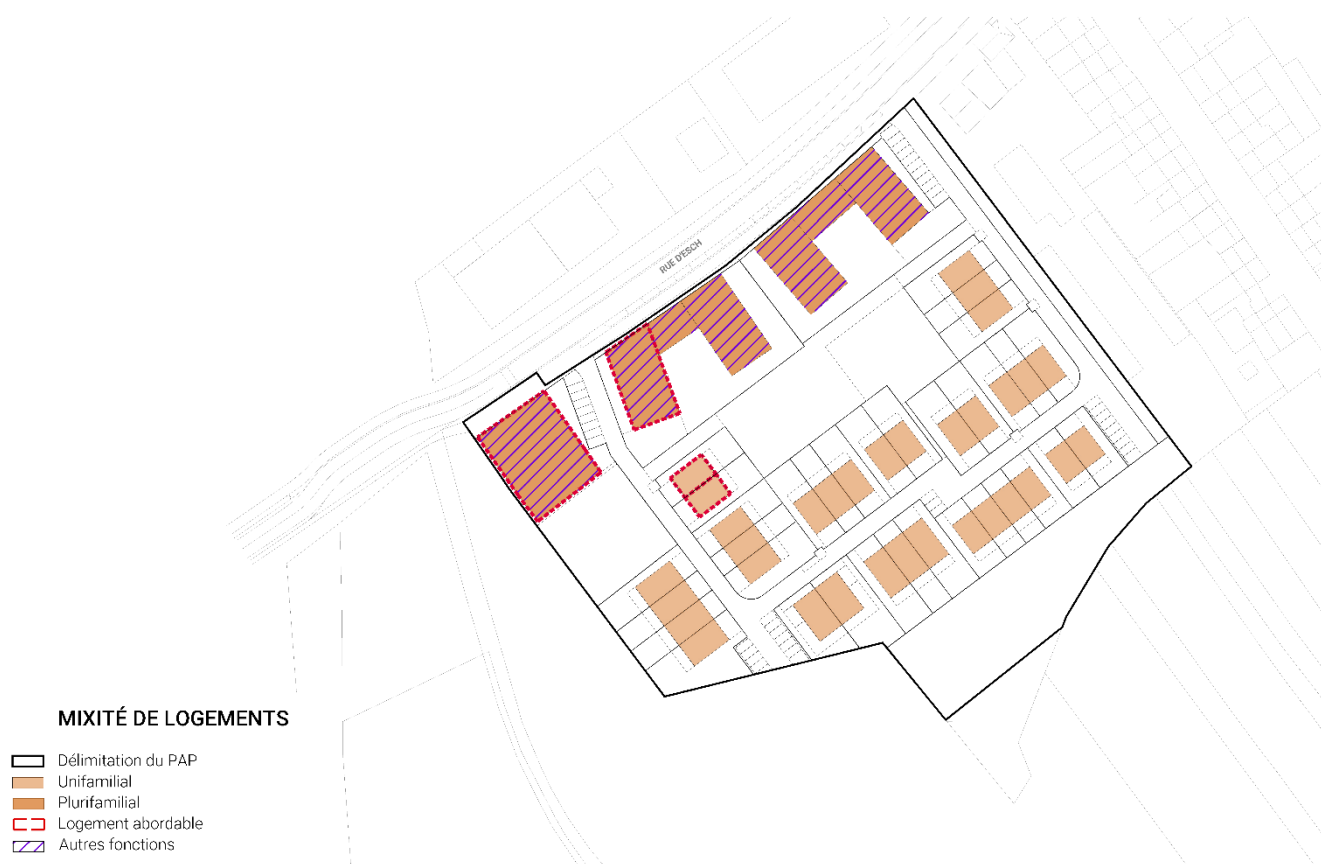 RUE D'ESCH
MIXITÉ DE LOGEMENTS
Délimitation du PAP
Unifamilial
Plurifamilial
Logement abordable
Autres fonctions